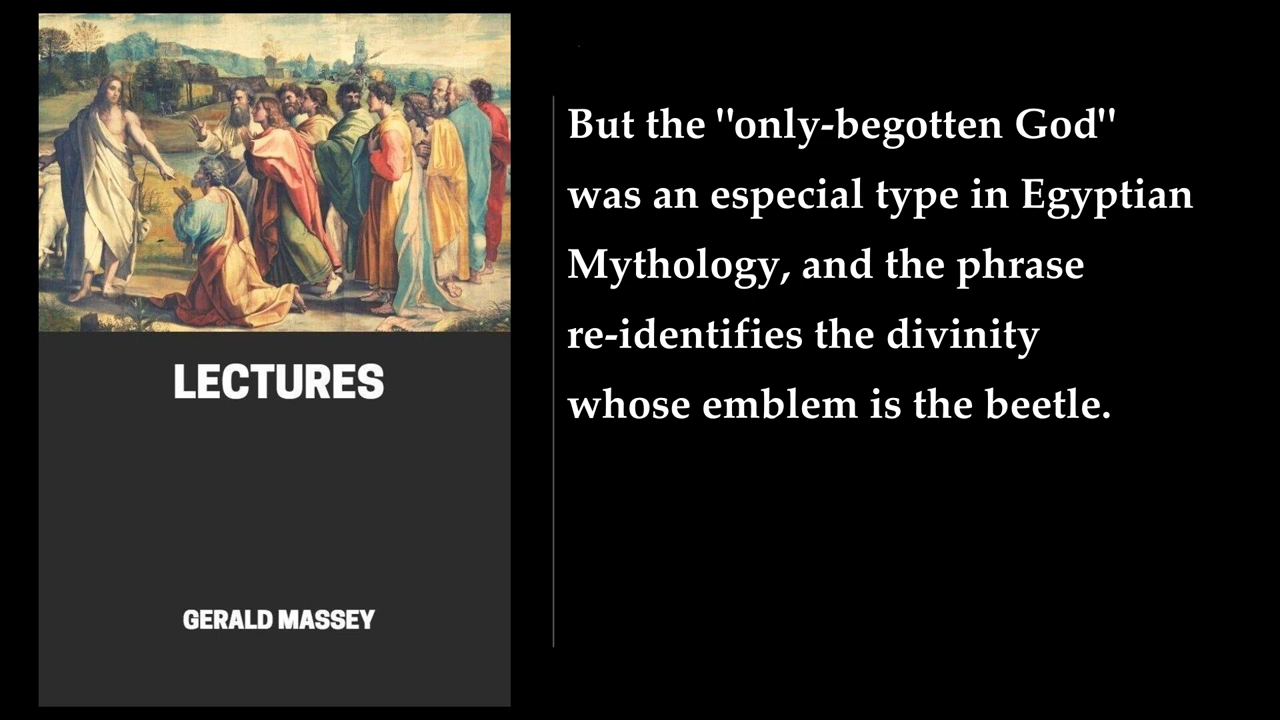 LECTURES
GERALD MASSEY
But the "only-begotten God"
was an especial type in Egyptian
Mythology, and the phrase
re-identifies the divinity
whose emblem is the beetle.